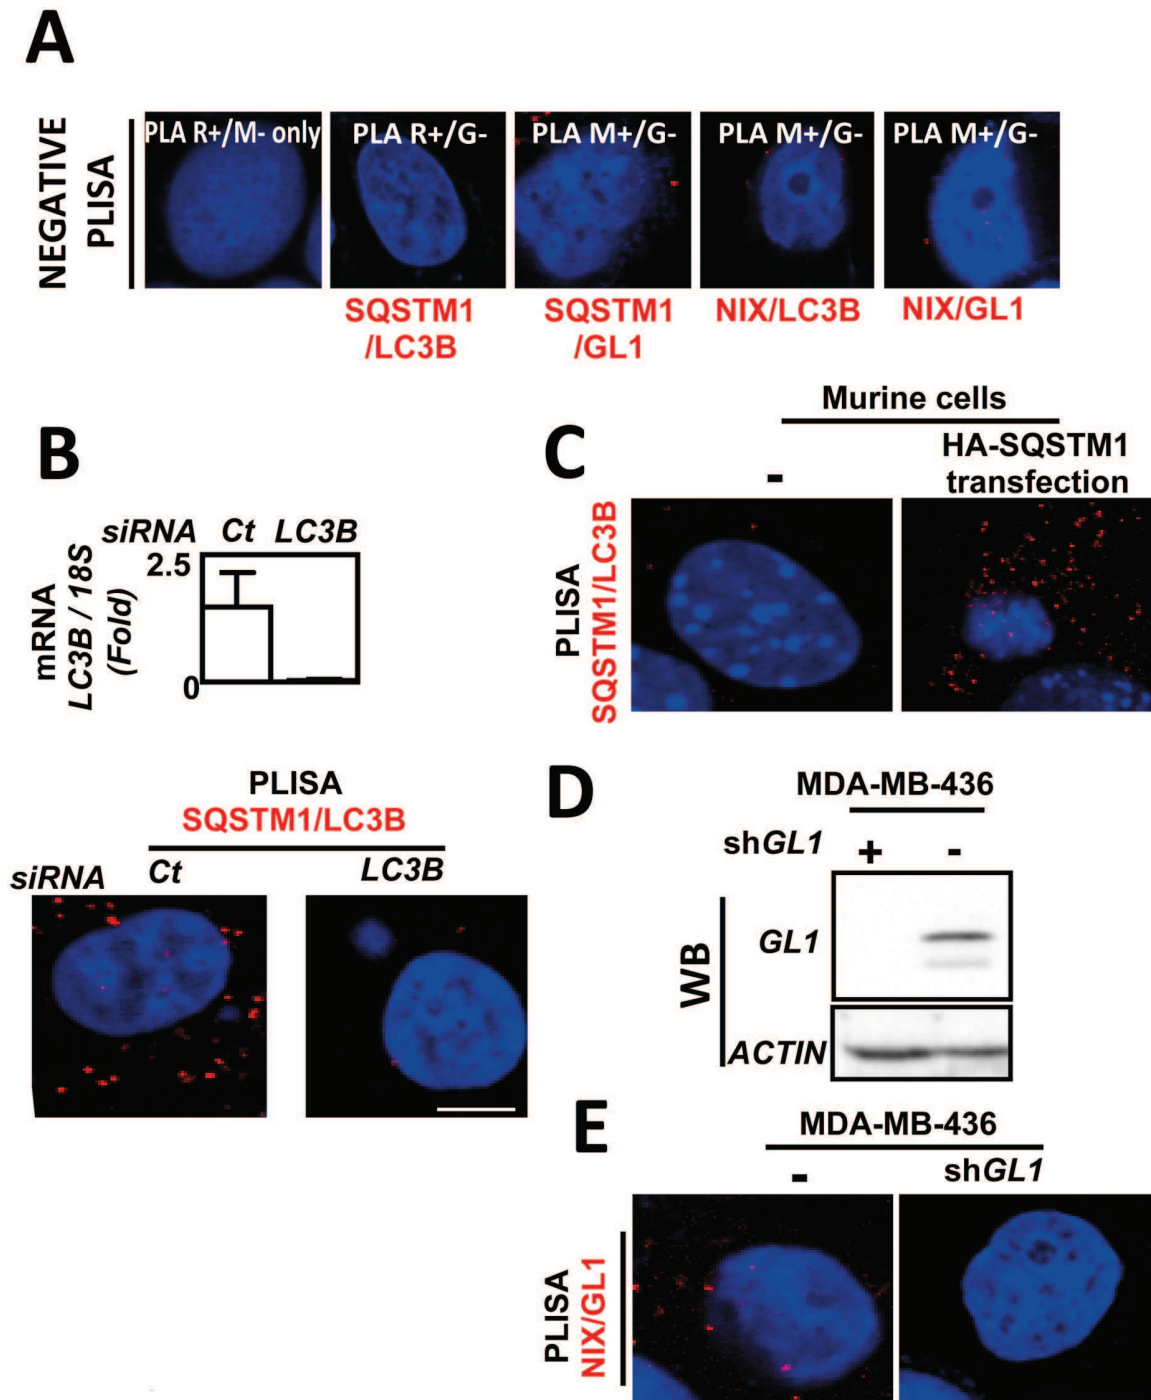 A
NEGATIVE
PLISA
PLA R+/M- only
PLA R+/G-
PLA M+/G-
PLA M+/G-
PLA M+/G-
SQSTM1
/LC3B
SQSTM1
/GL1
NIX/LC3B
NIX/GL1
B
siRNA Ct LC3B
mRNA
LC3B / 18S
(Fold)
2.5
0
PLISA
SQSTM1/LC3B
siRNA Ct LC3B
C
Murine cells
-
HA-SQSTM1
transfection
PLISA
SQSTM1/LC3B
D
MDA-MB-436
shGL1 + -
WB
GL1
ACTIN
E
MDA-MB-436
- shGL1
PLISA
NIX/GL1